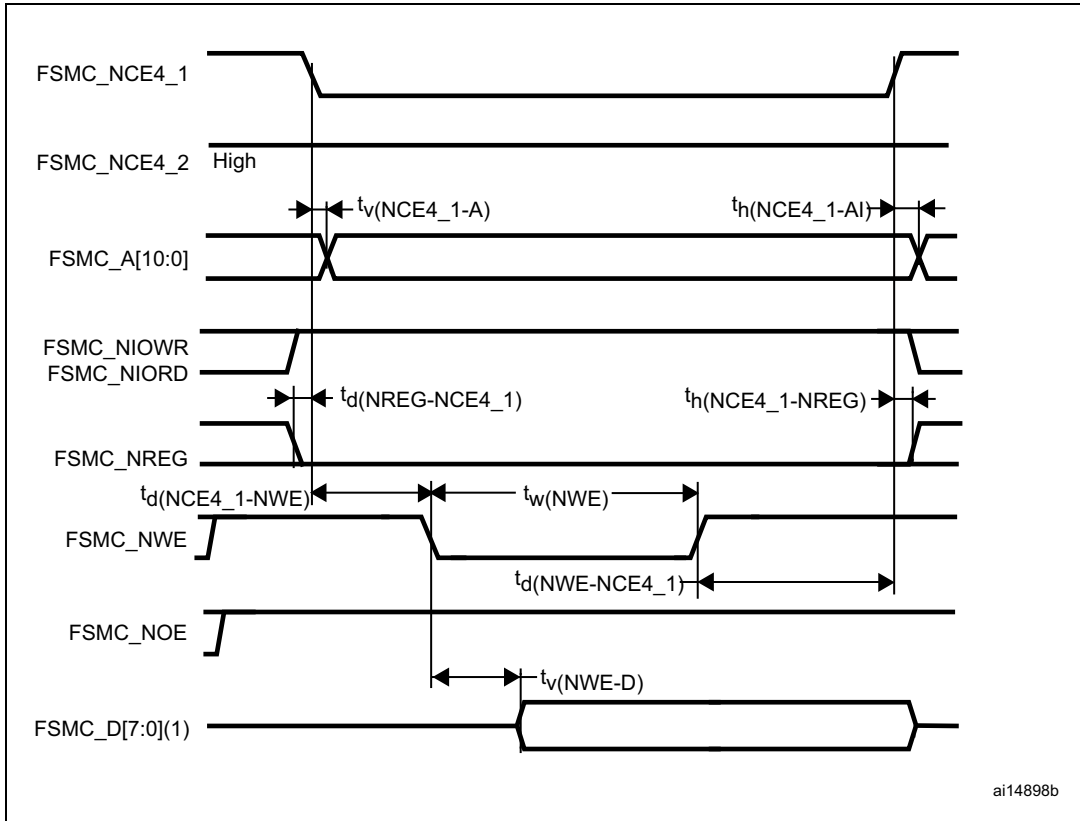 FSMC_NCE4_1
FSMC_NCE4_2 High
tv(NCE4_1-A) th(NCE4_1-AI)
FSMC_A[10:0]
FSMC_NIOWR
FSMC_NIORD
td(NREG-NCE4_1) th(NCE4_1-NREG)
FSMC_NREG
td(NCE4_1-NWE) tw(NWE)
FSMC_NWE
td(NWE-NCE4_1)
FSMC_NOE
tv(NWE-D)
FSMC_D[7:0](1)
ai14898b